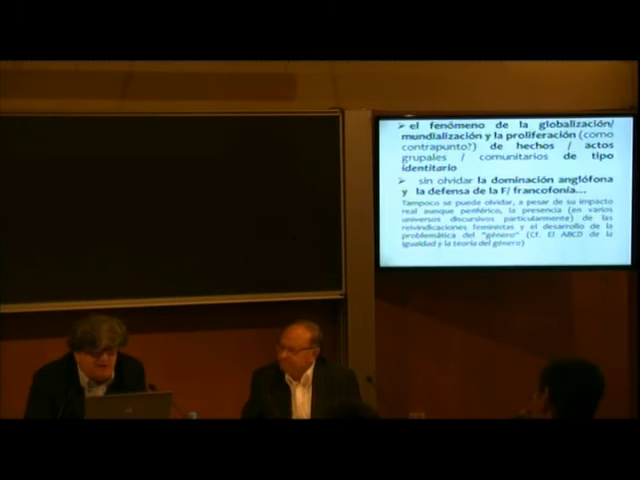 ➢ el fenómeno de la globalización/
mundialización y la proliferación (como
contrapunto?) de hechos / actos
grupales / comunitarios de tipo
identitario
➢ sin olvidar la dominación anglófona
y la defensa de la F/ francofonía...
Tampoco se puede olvidar, a pesar de su impacto
real aunque periférico, la presencia (en varios
universos discursivos particularmente) de las
reivindicaciones feministas y el desarrollo de la
problemática del "género" (Cf. El ABCD de la
igualdad y la teoría del género)